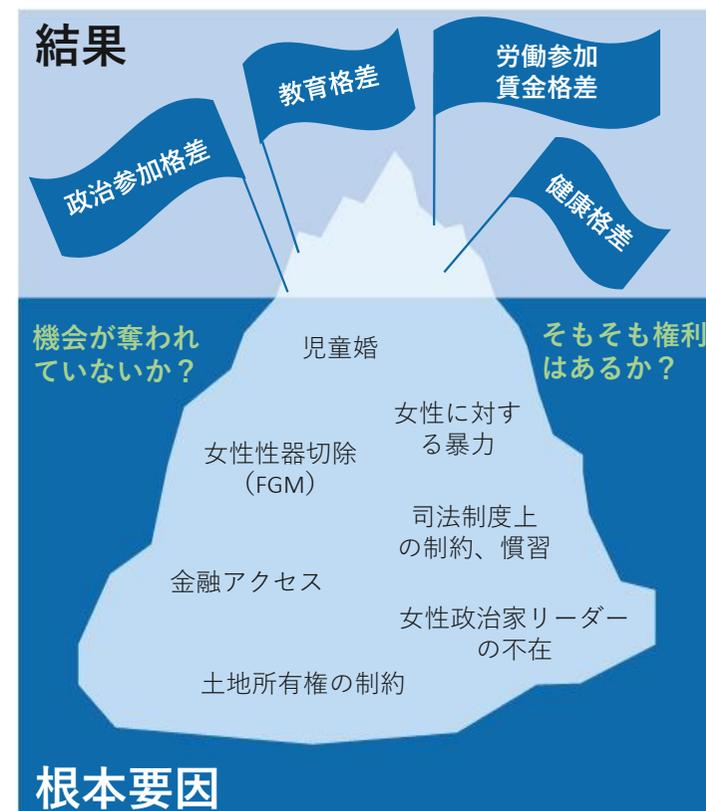 結果
政治参加格差
教育格差
労働参加
賃金格差
健康格差
機会が奪われ
ていないか？
そもそも権利
はあるか？
児童婚
女性に対す
る暴力
女性性器切除
（FGM）
司法制度上
の制約、慣習
金融アクセス
女性政治家リーダー
の不在
土地所有権の制約
根本要因